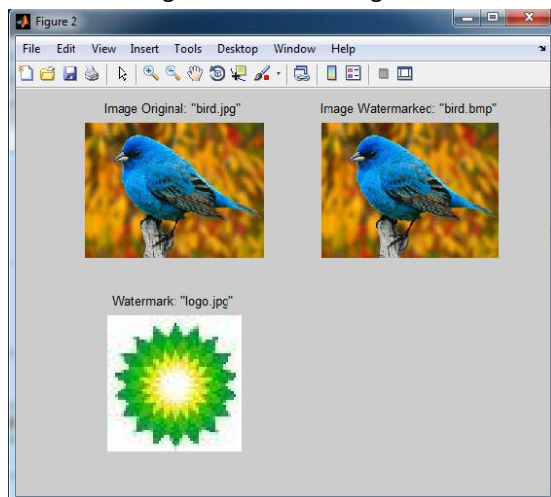 Figure 2
File Edit View Insert Tools Desktop Window Help
Image Original: "bird.jpg" Image Watermarked: "bird.bmp"
Watermark: "logo.jpg"